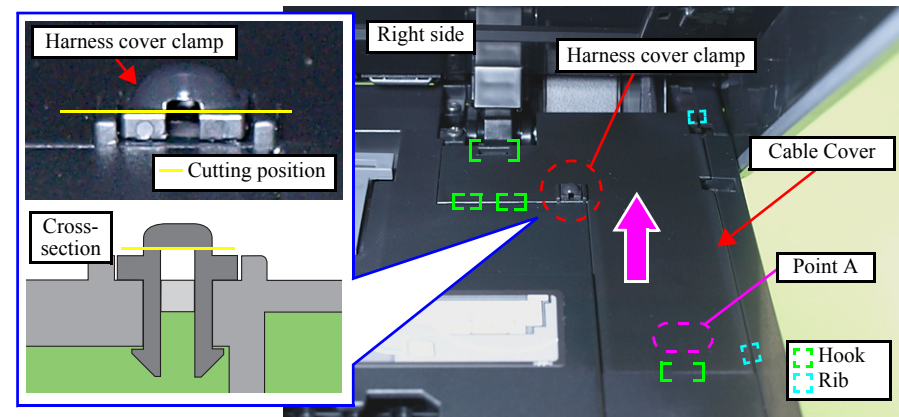 Harness cover clamp
Cutting position
Cross-
section
Right side
Harness cover clamp
Cable Cover
Point A
Hook
Rib